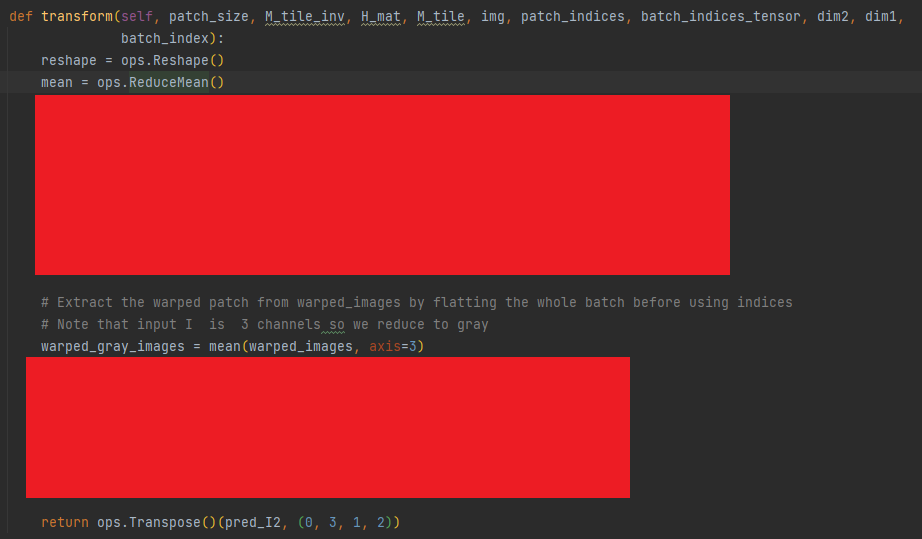 def transform(self, patch_size, M_tile_inv, H_mat, M_tile, img, patch_indices, batch_indices_tensor, dim2, dim1,
batch_index):
reshape = ops.Reshape()
mean = ops.ReduceMean()
# Extract the warped patch from warped_images by flatting the whole batch before using indices
# Note that input I  is  3 channels so we reduce to gray
warped_gray_images = mean(warped_images, axis=3)
return ops.Transpose()(pred_I2, (0, 3, 1, 2))